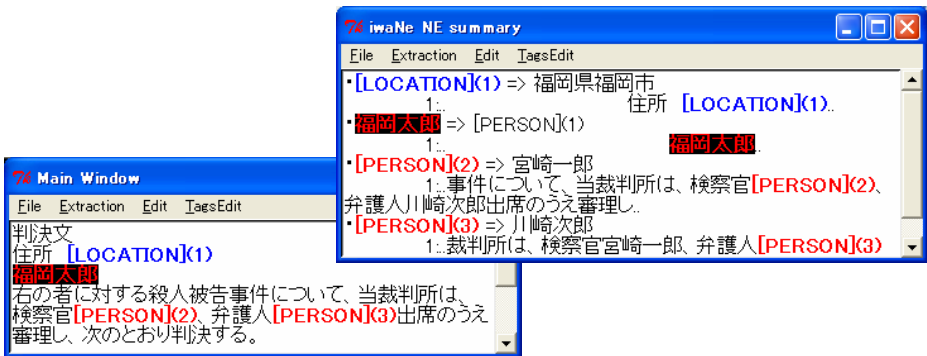 7% iwaNe NE summary
File Extraction Edit TagsEdit
・[LOCATION](1) => 福岡県福岡市
1:.. 住所 [LOCATION](1)..
・福岡太郎 => [PERSON](1)
1:.. 福岡太郎..
・[PERSON](2) => 宮崎一郎
1:..事件について、当裁判所は、検察官[PERSON](2)、
弁護人川崎次郎出席のうえ審理し..
・[PERSON](3) => 川崎次郎
1:..裁判所は、検察官宮崎一郎、弁護人[PERSON](3)
7% Main Window
File Extraction Edit TagsEdit
判決文
住所 [LOCATION](1)
福岡太郎
右の者に対する殺人被告事件について、当裁判所は、
検察官[PERSON](2)、弁護人[PERSON](3)出席のうえ
審理し、次のとおり判決する。